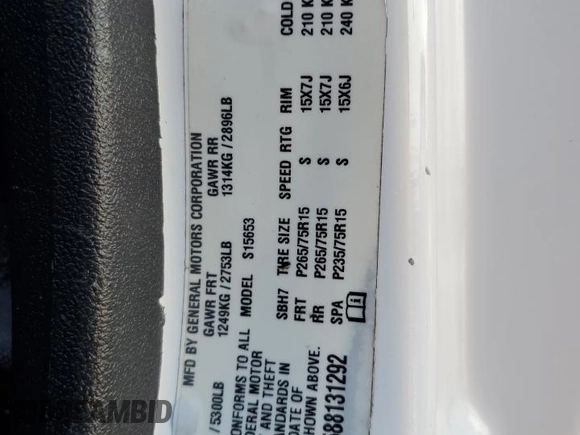 MFD BY GENERAL MOTORS CORPORATION
GAWR FRT GAWR RR
/ 5300LB 1249KG / 2753LB 1314KG / 2896LB
ONFORMS TO ALL MODEL S15653
DERAL MOTOR
AND THEFT SBH7 TIRE SIZE SPEED RTG RIM COLD
NDARDS IN FRT P265/75R15 S 15X7J 210 K
DATE OF RR P265/75R15 S 15X7J 210 K
HOWN ABOVE. SPA P235/75R15 S 15X6J 240 K
88131292